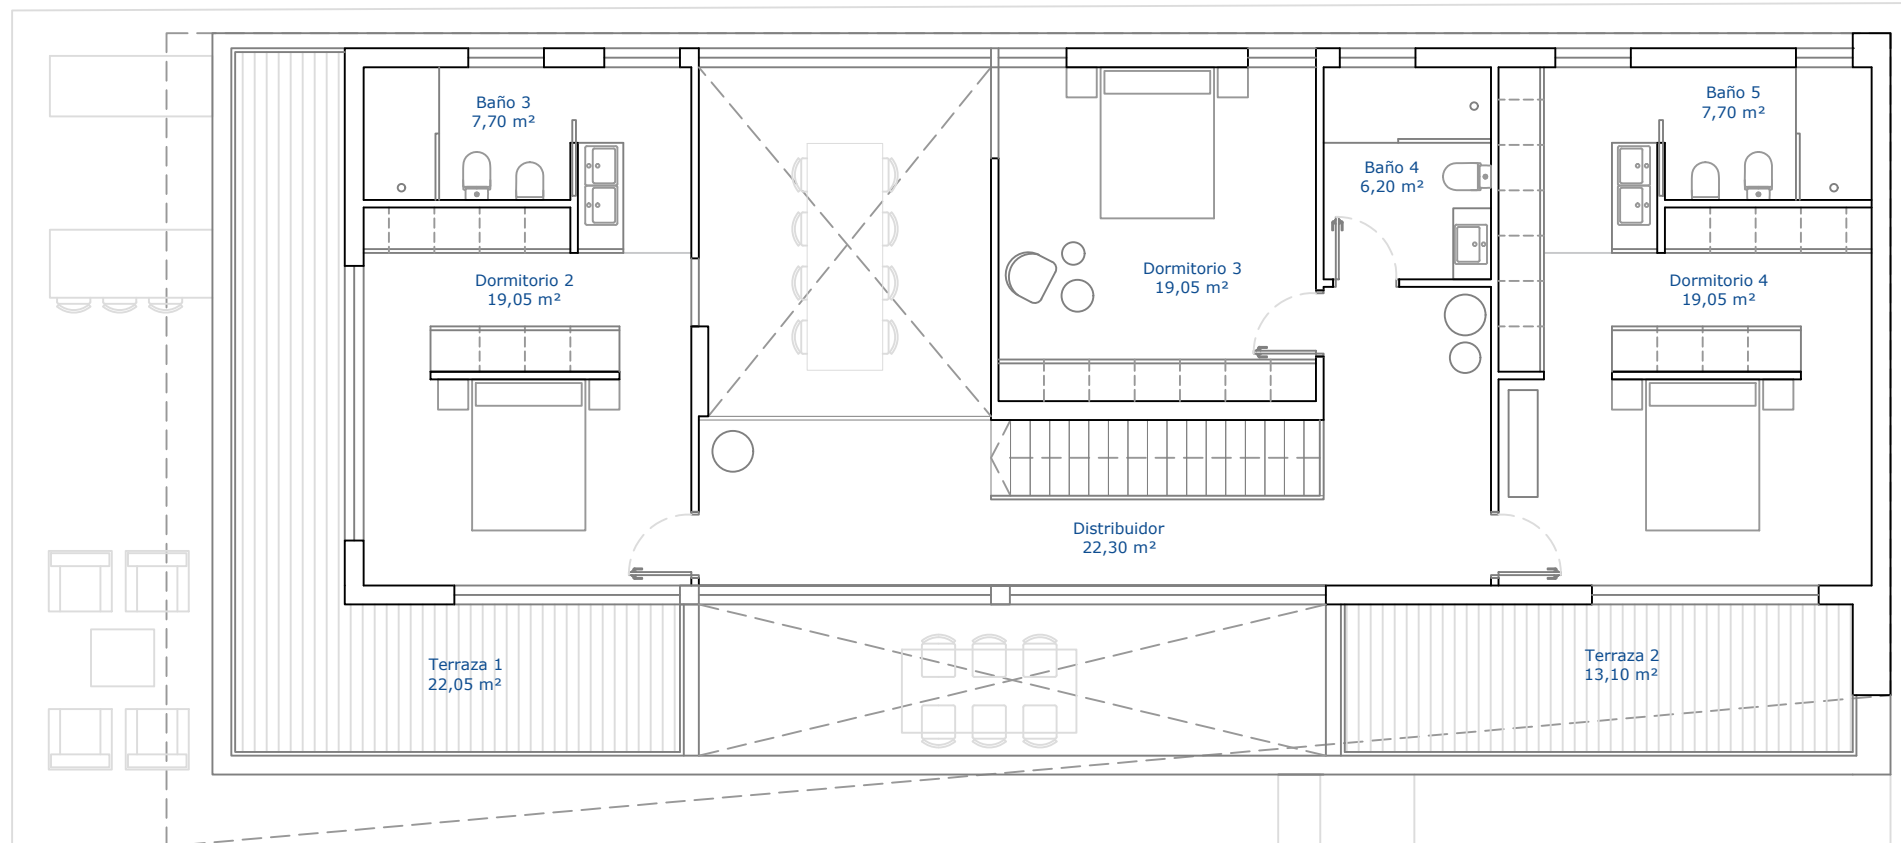 Baño 3
7,70 m²
Baño 5
7,70 m²
Baño 4
6,20 m²
Dormitorio 2
19,05 m²
Dormitorio 3
19,05 m²
Dormitorio 4
19,05 m²
Distribuidor
22,30 m²
Terraza 1
22,05 m²
Terraza 2
13,10 m²